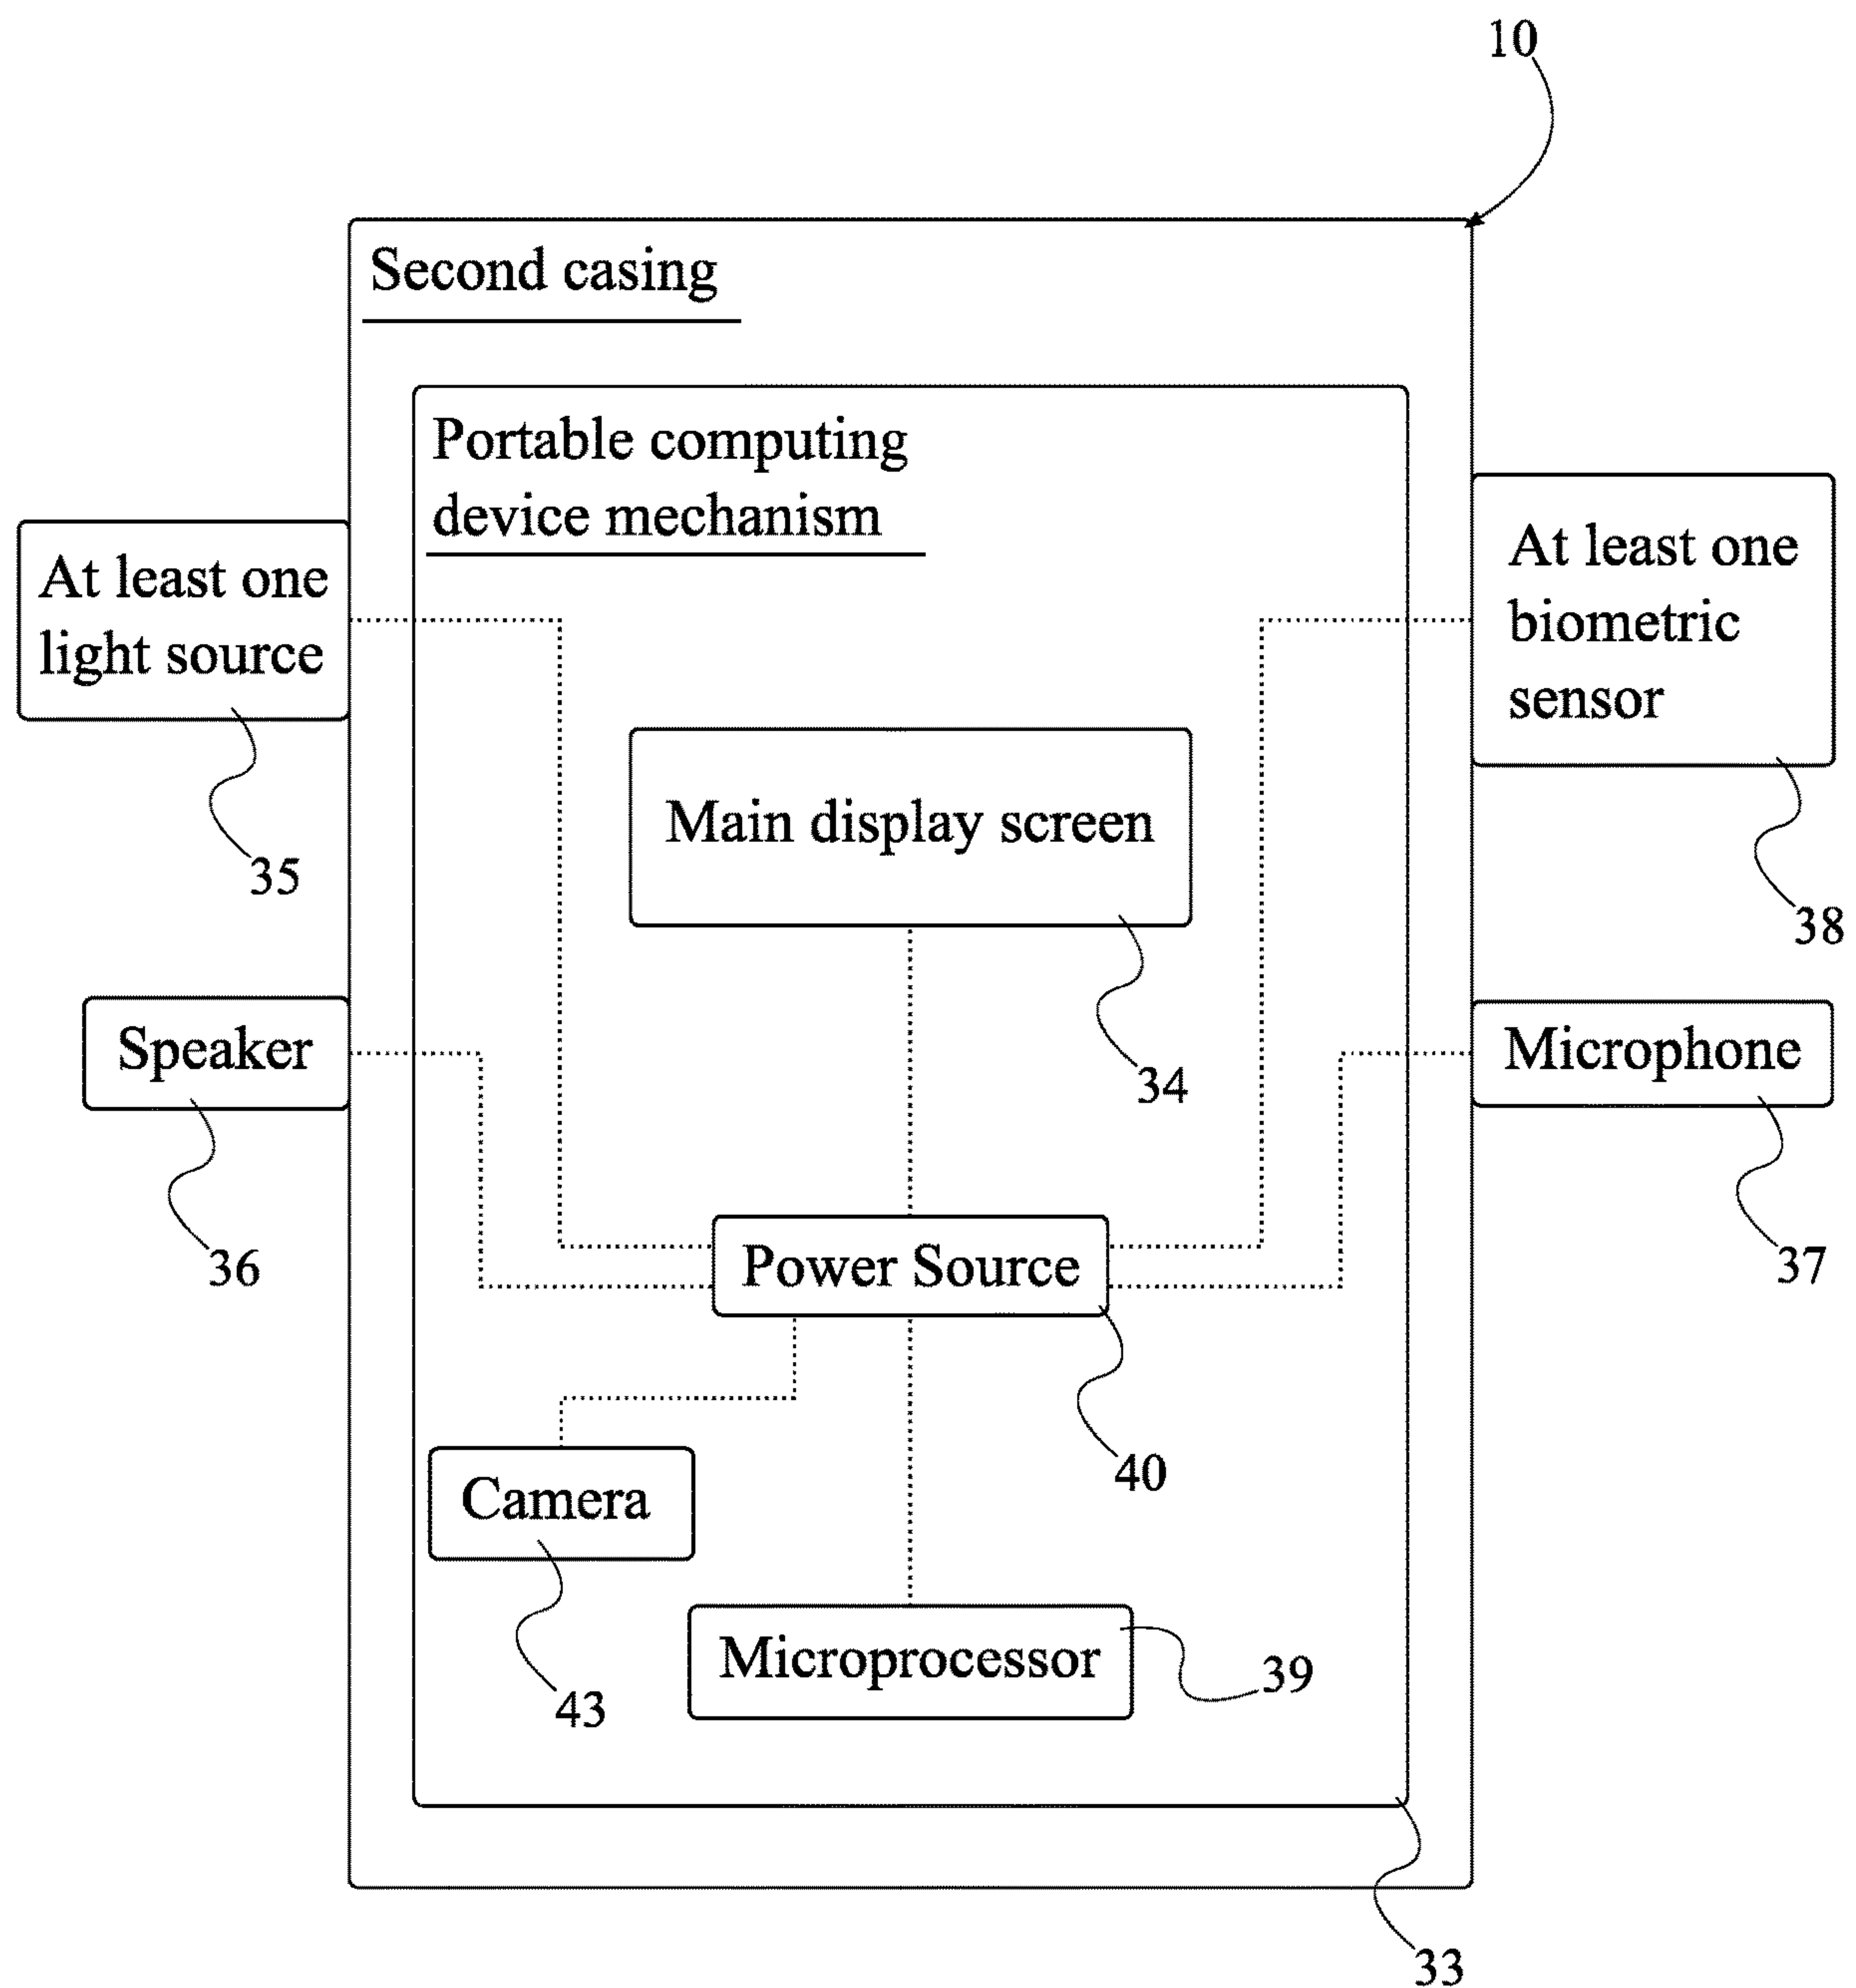 10
Second casing
Portable computing
device mechanism
At least one
light source
35
At least one
biometric
sensor
38
Main display screen
34
Speaker
36
Microphone
37
Power Source
40
Camera
43
Microprocessor
39
33